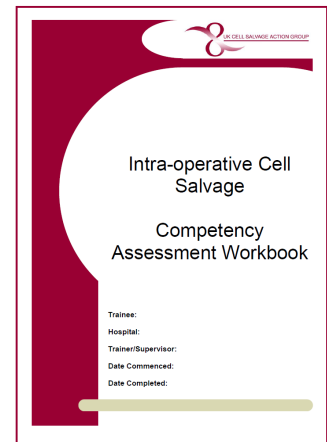 UK CELL SALVAGE ACTION GROUP
Intra-operative Cell
Salvage
Competency
Assessment Workbook
Trainee:
Hospital:
Trainer/Supervisor:
Date Commenced:
Date Completed: